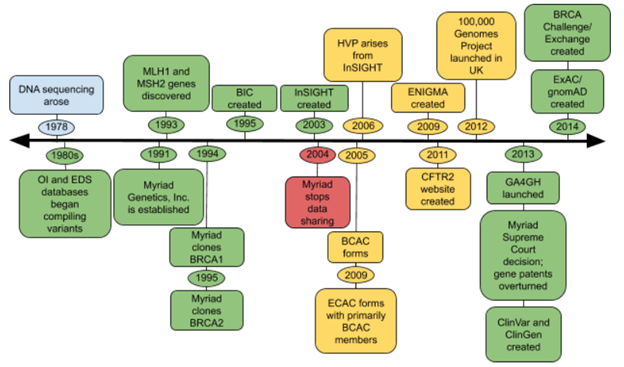 DNA sequencing
arose
1978
1980s
OI and EDS
databases
began
compiling
variants
MLH1 and
MSH2 genes
discovered
1993
1991
Myriad
Genetics, Inc.
is established
1994
Myriad
clones
BRCA1
1995
Myriad
clones
BRCA2
BIC
created
1995
InSIGHT
created
2003
2004
Myriad
stops
data
sharing
HVP arises
from
InSIGHT
2006
2005
BCAC
forms
2009
ECAC forms
with primarily
BCAC
members
ENIGMA
created
2009
2011
CFTR2
website
created
100,000
Genomes
Project
launched in
UK
2012
2013
GA4GH
launched
Myriad
Supreme
Court
decision;
gene patents
overturned
ClinVar and
ClinGen
created
BRCA
Challenge/
Exchange
created
ExAC/
gnomAD
created
2014